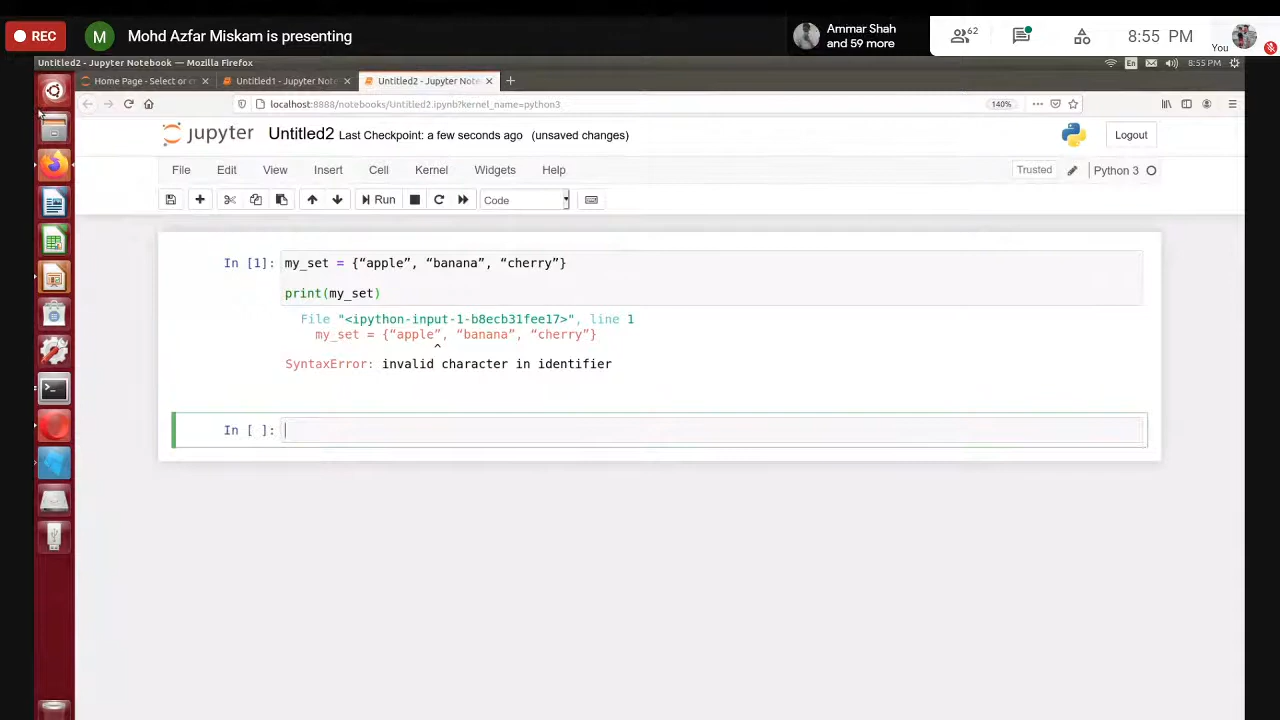 REC
M
Mohd Azfar Miskam is presenting
Ammar Shah
and 59 more
62
8:55 PM
You
Untitled2 - Jupyter Notebook — Mozilla Firefox
En
8:55 PM
Home Page - Select or c
Untitled1 - Jupyter Note
Untitled2 - Jupyter Note
localhost:8888/notebooks/Untitled2.ipynb?kernel_name=python3
140%
jupyter
Untitled2
Last Checkpoint: a few seconds ago (unsaved changes)
Logout
File
Edit
View
Insert
Cell
Kernel
Widgets
Help
Trusted
Python 3
Run
Code
In [1]: my_set = {“apple”, “banana”, “cherry”}
print(my_set)
File "<ipython-input-1-b8ecb31fee17>", line 1
my_set = {“apple”, “banana”, “cherry”}
^
SyntaxError: invalid character in identifier
In [ ]: